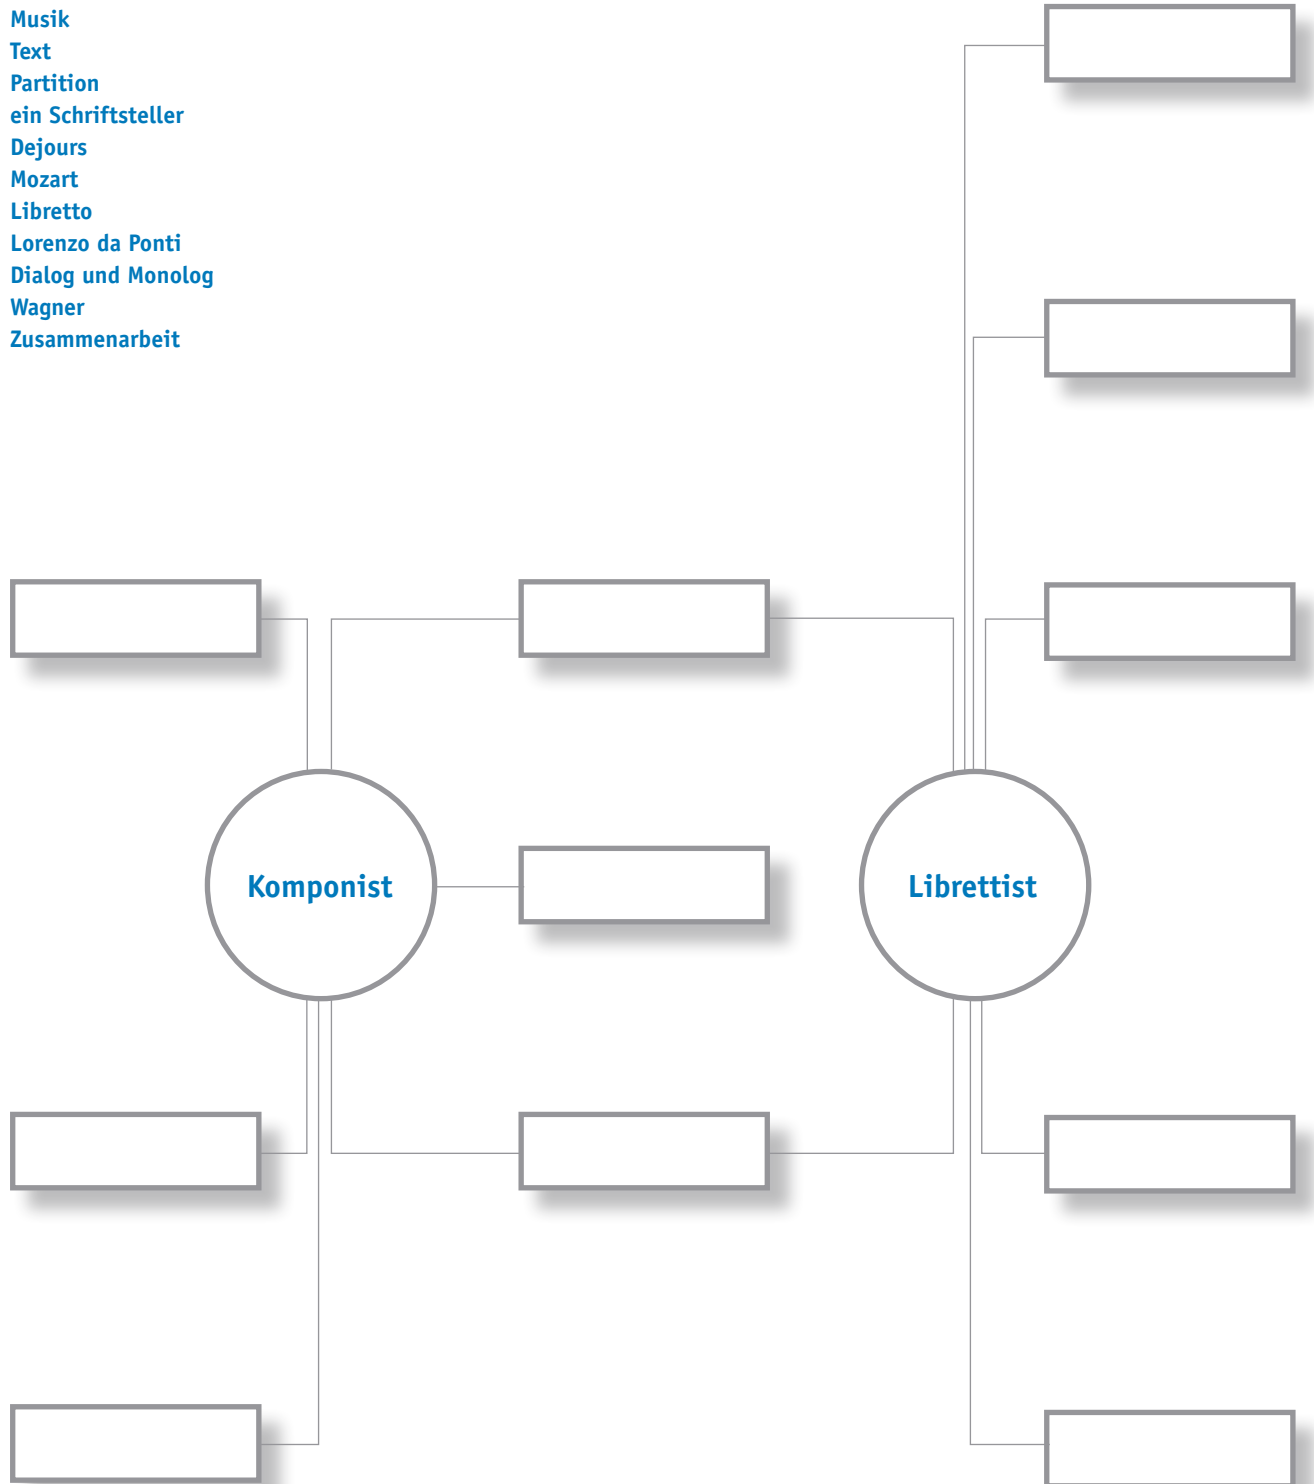 Musik
Text
Partition
ein Schriftsteller
Dejours
Mozart
Libretto
Lorenzo da Ponti
Dialog und Monolog
Wagner
Zusammenarbeit
Komponist
Librettist